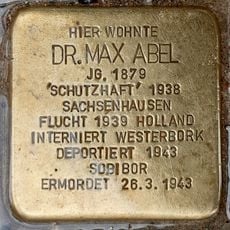 HIER WOHNTE
DR. MAX ABEL
JG. 1879
"SCHUTZHAFT" 1938
SACHSENHAUSEN
FLUCHT 1939 HOLLAND
INTERNIERT WESTERBORK
DEPORTIERT 1943
SOBIBOR
ERMORDET 26.3.1943